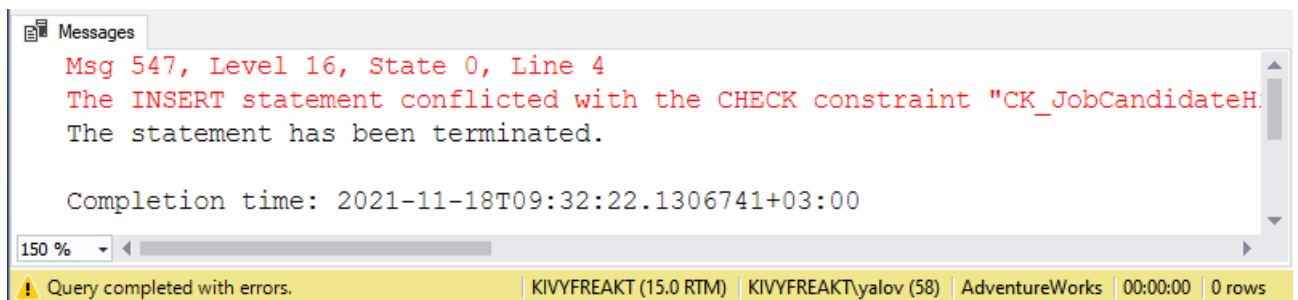 Messages
Msg 547, Level 16, State 0, Line 4
The INSERT statement conflicted with the CHECK constraint "CK_JobCandidateHi
The statement has been terminated.
Completion time: 2021-11-18T09:32:22.1306741+03:00
150 %
Query completed with errors. KIVYFREAKT (15.0 RTM) KIVYFREAKT\yalov (58) AdventureWorks 00:00:00 0 rows